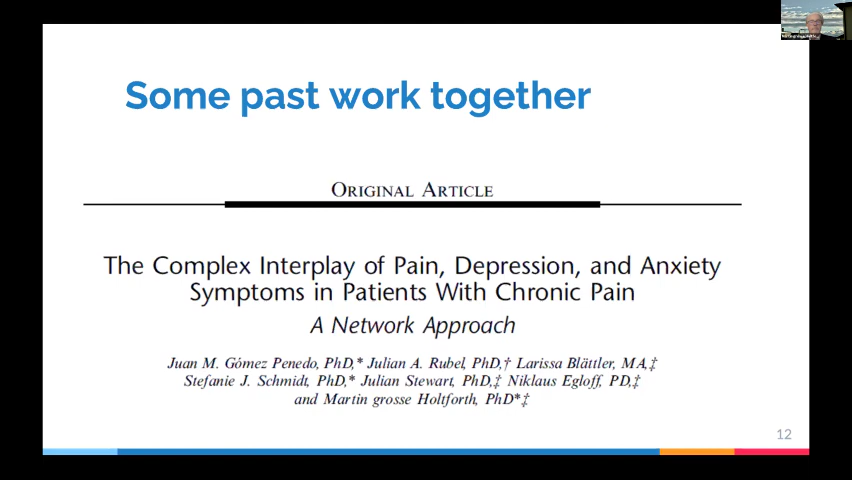 Some past work together
ORIGINAL ARTICLE
The Complex Interplay of Pain, Depression, and Anxiety
Symptoms in Patients With Chronic Pain
A Network Approach
Juan M. Gómez Penedo, PhD,* Julian A. Rubel, PhD,† Larissa Blättler, MA,‡
Stefanie J. Schmidt, PhD,* Julian Stewart, PhD,‡ Niklaus Egloff, PD,‡
and Martin grosse Holtforth, PhD*‡
12